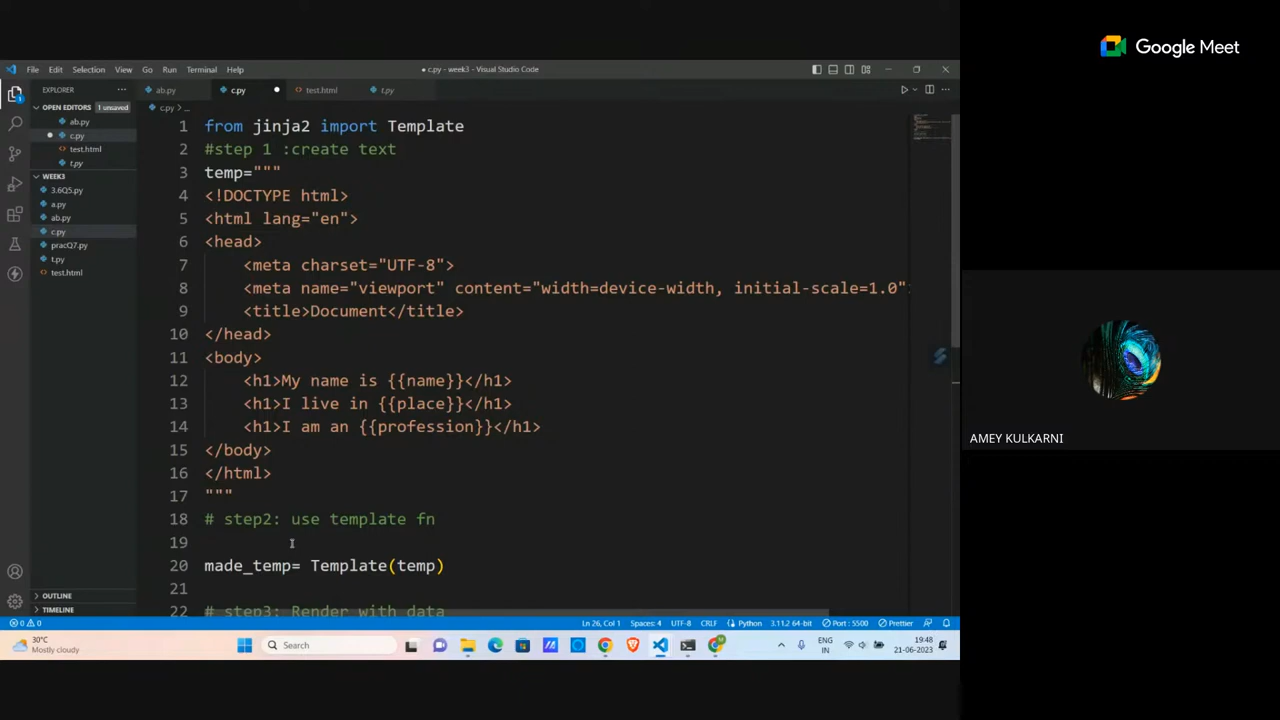 Google Meet
File Edit Selection View Go Run Terminal Help
c.py - week3 - Visual Studio Code
EXPLORER
ab.py
c.py
test.html
t.py
OPEN EDITORS 1 unsaved
ab.py
c.py
test.html
t.py
WEEK3
3.6Q5.py
a.py
ab.py
c.py
pracQ7.py
t.py
test.html
OUTLINE
TIMELINE
c.py > ...
1 from jinja2 import Template
2 #step 1 :create text
3 temp="""
4 <!DOCTYPE html>
5 <html lang="en">
6 <head>
7 <meta charset="UTF-8">
8 <meta name="viewport" content="width=device-width, initial-scale=1.0"
9 <title>Document</title>
10 </head>
11 <body>
12 <h1>My name is {{name}}</h1>
13 <h1>I live in {{place}}</h1>
14 <h1>I am an {{profession}}</h1>
15 </body>
16 </html>
17 """
18 # step2: use template fn
19
20 made_temp= Template(temp)
21
22 # step3: Render with data
AMEY KULKARNI
0 0
Ln 26, Col 1 Spaces: 4 UTF-8 CRLF Python 3.11.2 64-bit Port : 5500 Prettier
30°C
Mostly cloudy
Search
ENG
IN
19:48
21-06-2023